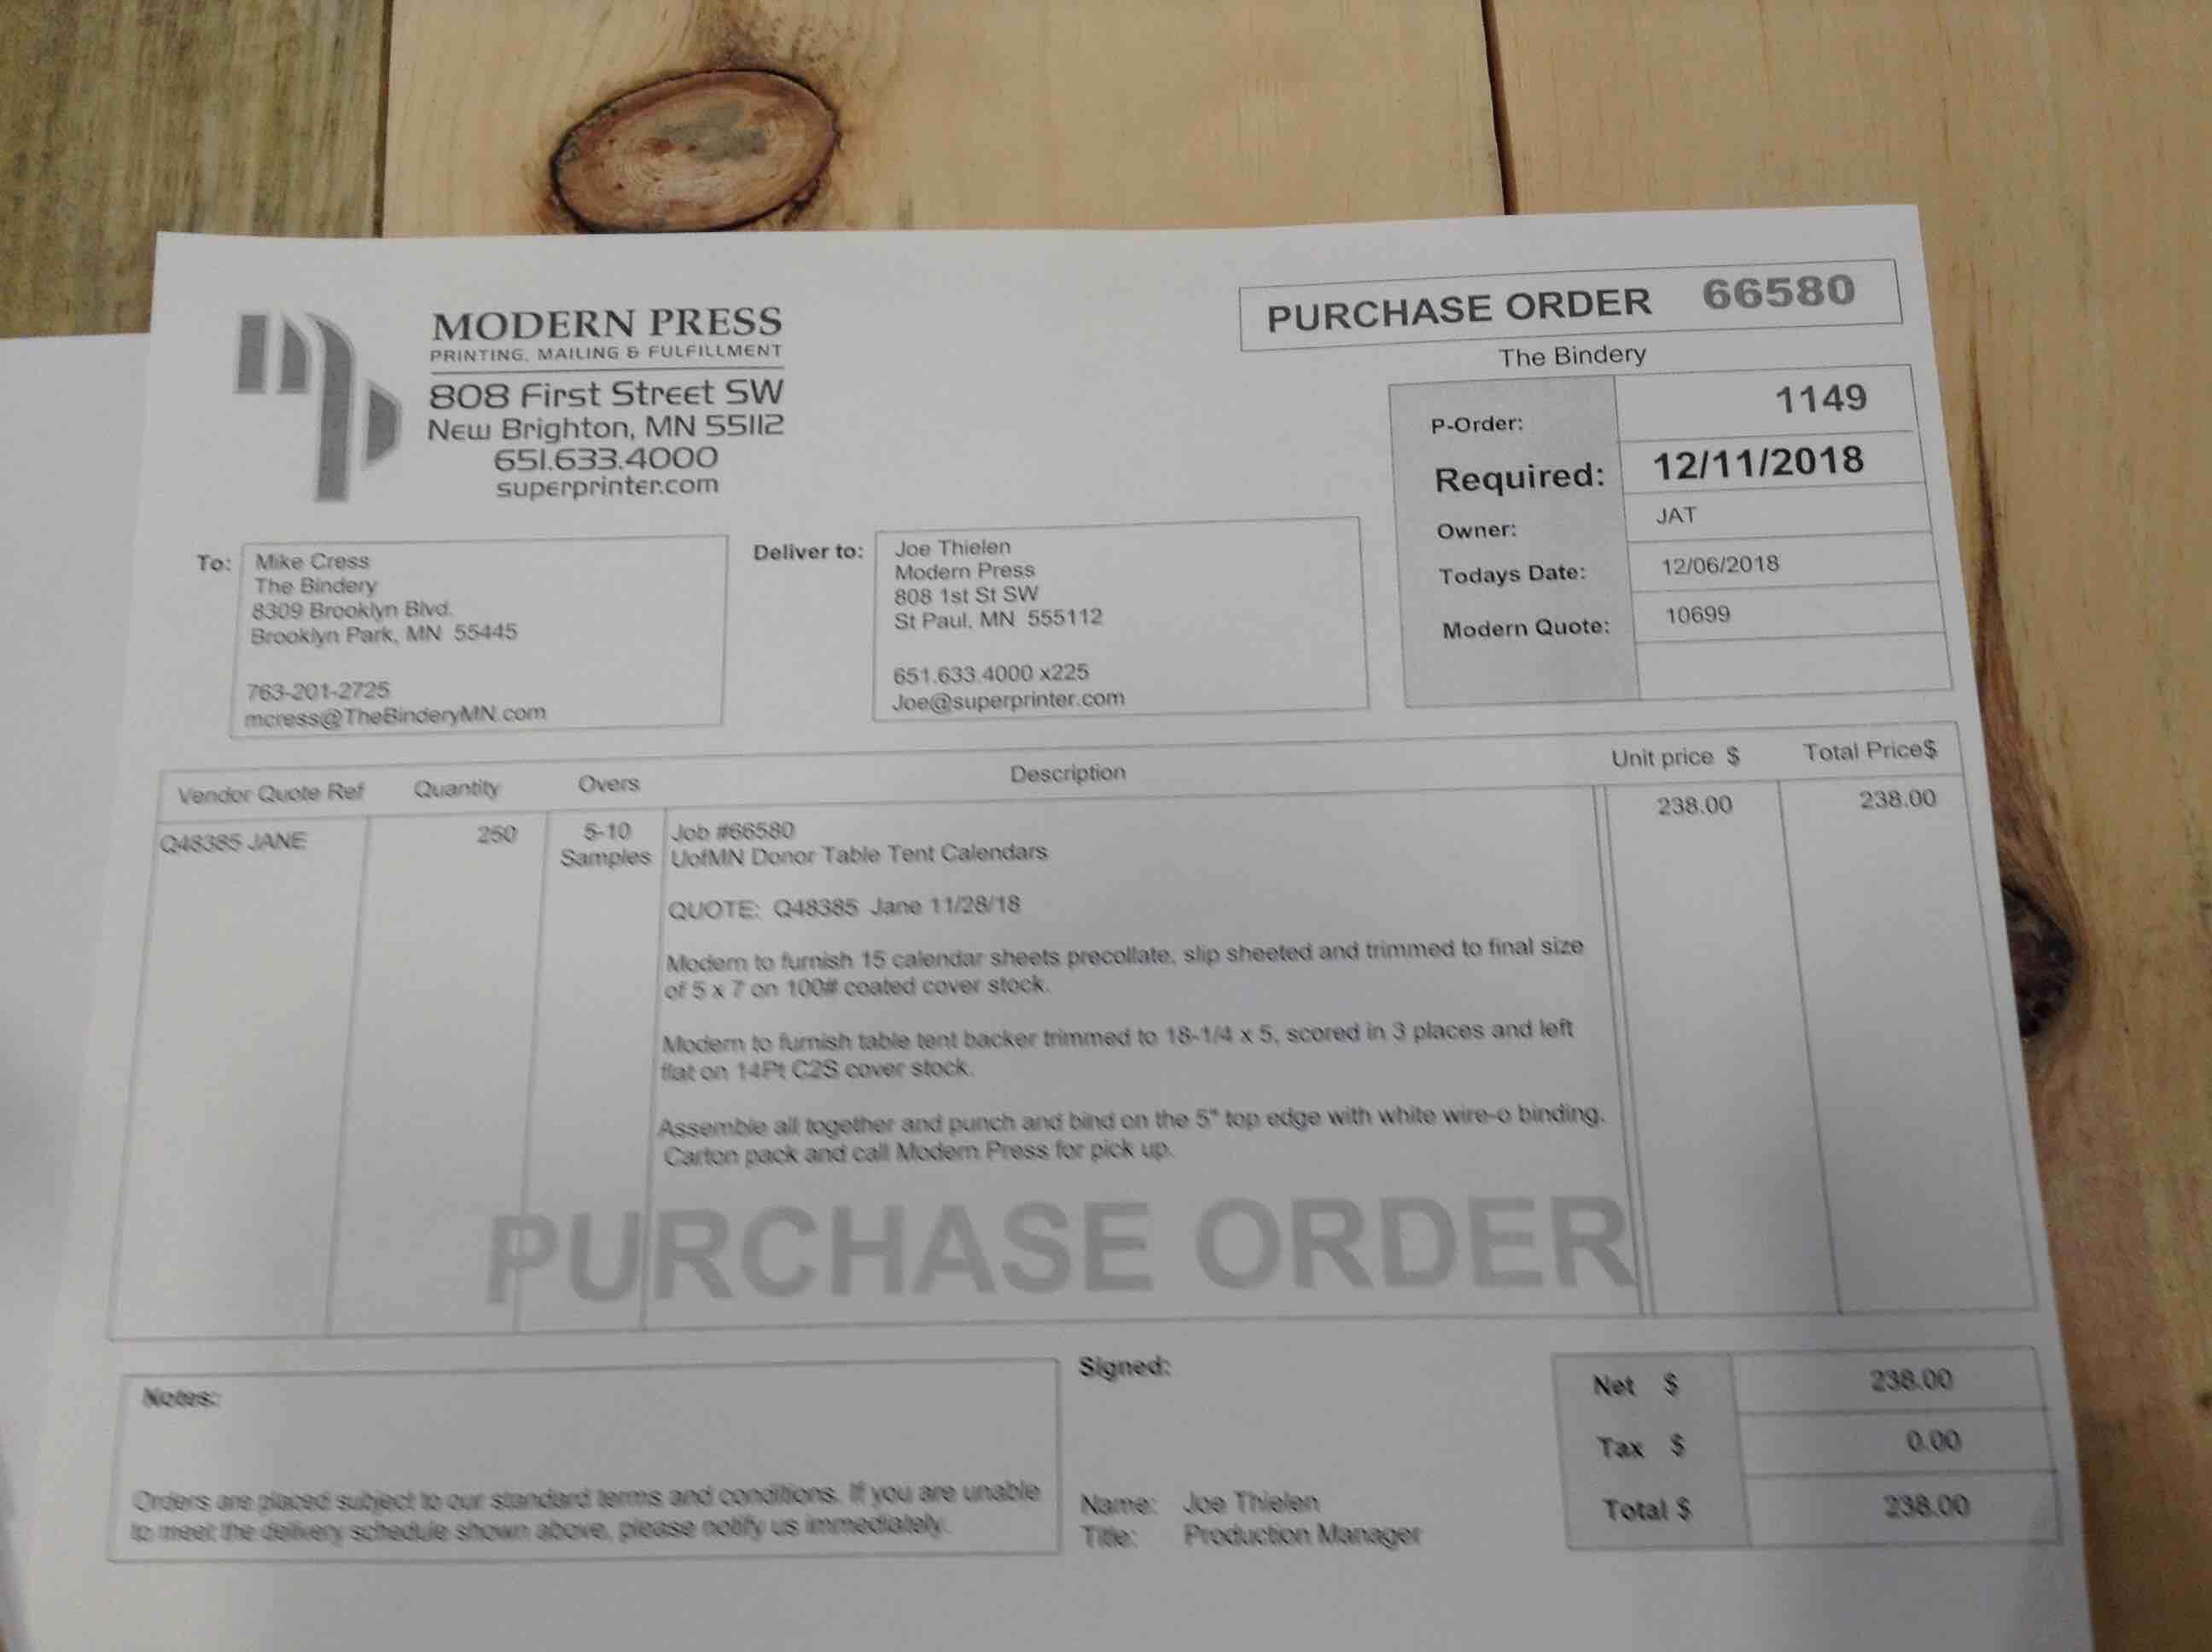 MODERN PRESS
PRINTING, MAILING & FULFILLMENT
808 First Street SW
New Brighton, MN 55112
651.633.4000
superprinter.com
PURCHASE ORDER 66580
The Bindery
P-Order: 1149
Required: 12/11/2018
Owner: JAT
Todays Date: 12/06/2018
Modern Quote: 10699
To: Mike Cress
The Bindery
8309 Brooklyn Blvd.
Brooklyn Park, MN 55445
763-201-2725
mcress@TheBinderyMN.com
Deliver to: Joe Thielen
Modern Press
808 1st St SW
St Paul, MN 555112
651.633.4000 x225
Joe@superprinter.com
Vendor Quote Ref Quantity Overs Description Unit price $ Total Price$
Q48385 JANE 250 5-10 Job #66580 238.00 238.00
Samples UofMN Donor Table Tent Calendars
QUOTE: Q48385 Jane 11/28/18
Modern to furnish 15 calendar sheets precollate, slip sheeted and trimmed to final size
of 5 x 7 on 100# coated cover stock.
Modern to furnish table tent backer trimmed to 18-1/4 x 5, scored in 3 places and left
flat on 14Pt C2S cover stock.
Assemble all together and punch and bind on the 5" top edge with white wire-o binding.
Carton pack and call Modern Press for pick up.
PURCHASE ORDER
Notes:
Orders are placed subject to our standard terms and conditions. If you are unable
to meet the delivery schedule shown above, please notify us immediately.
Signed:
Name: Joe Thielen
Title: Production Manager
Net $ 238.00
Tax $ 0.00
Total $ 238.00